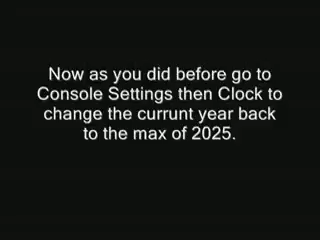 Now as you did before go to
Console Settings then Clock to
change the currunt year back
to the max of 2025.